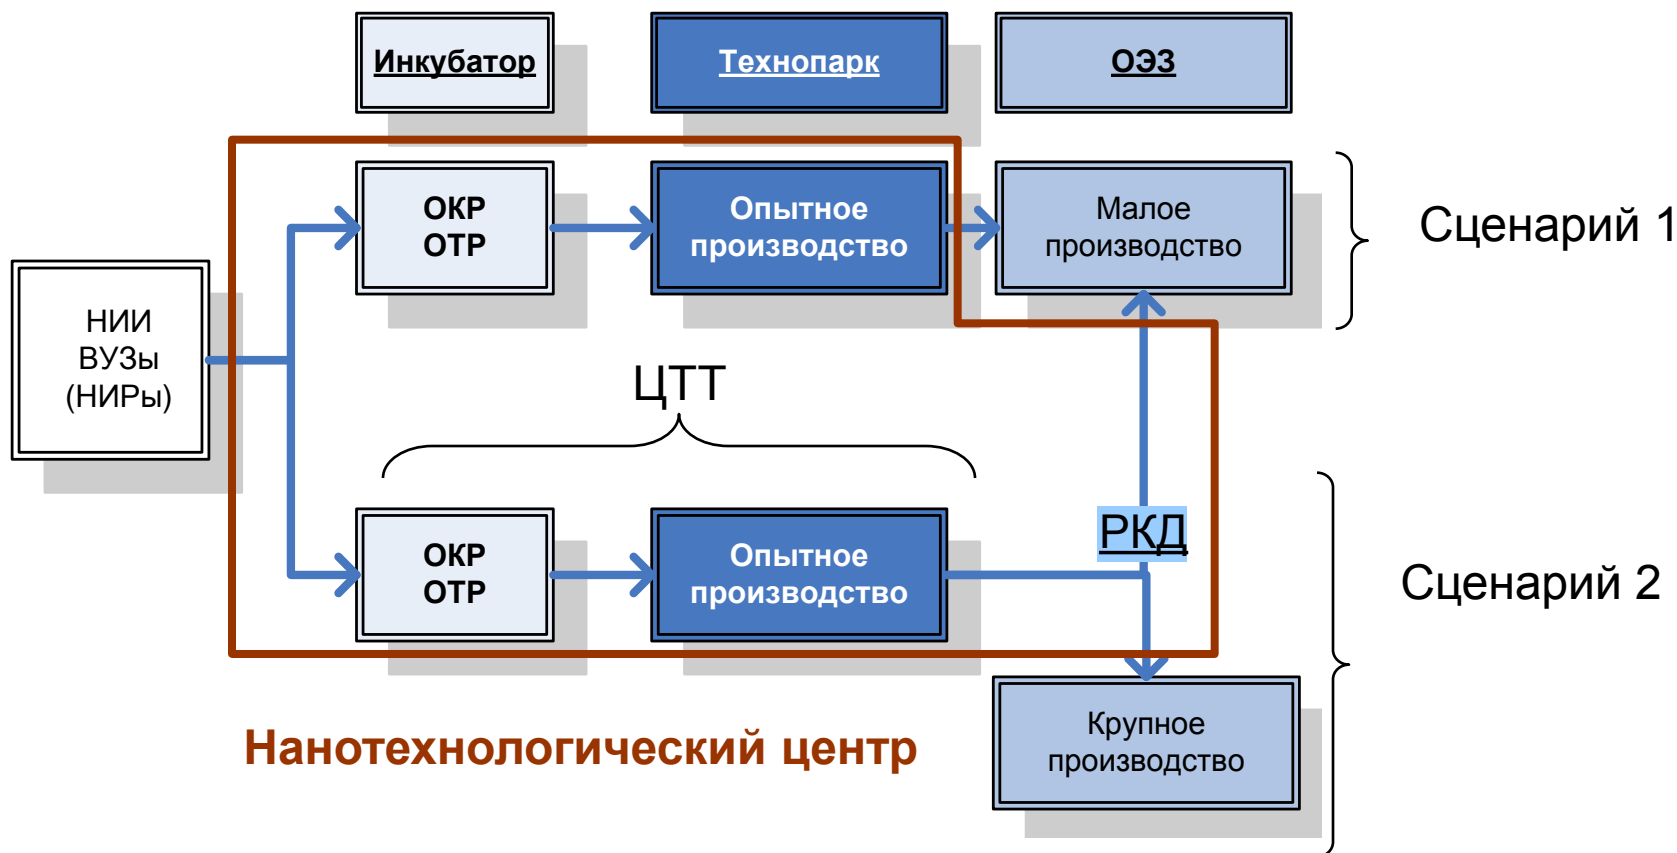 Инкубатор
Технопарк
ОЭЗ
ОКР
ОТР
Опытное
производство
Малое
производство
Сценарий 1
НИИ
ВУЗы
(НИРы)
ЦТТ
ОКР
ОТР
Опытное
производство
РКД
Сценарий 2
Крупное
производство
Нанотехнологический центр